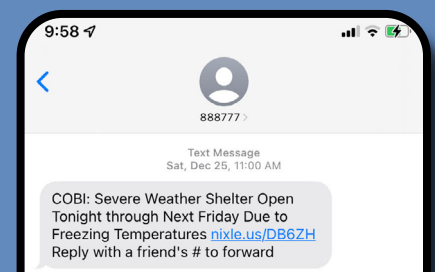 9:58
888777
Text Message
Sat, Dec 25, 11:00 AM
COBI: Severe Weather Shelter Open
Tonight through Next Friday Due to
Freezing Temperatures nixle.us/DB6ZH
Reply with a friend's # to forward